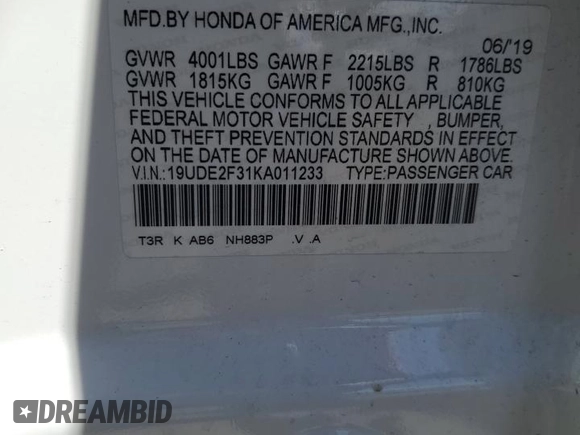 MFD.BY HONDA OF AMERICA MFG.,INC.
06/'19
GVWR 4001LBS GAWR F 2215LBS R 1786LBS
GVWR 1815KG GAWR F 1005KG R 810KG
THIS VEHICLE CONFORMS TO ALL APPLICABLE
FEDERAL MOTOR VEHICLE SAFETY , BUMPER,
AND THEFT PREVENTION STANDARDS IN EFFECT
ON THE DATE OF MANUFACTURE SHOWN ABOVE.
V.I.N.:19UDE2F31KA011233 TYPE:PASSENGER CAR
T3R K AB6 NH883P .V .A
DREAMBID